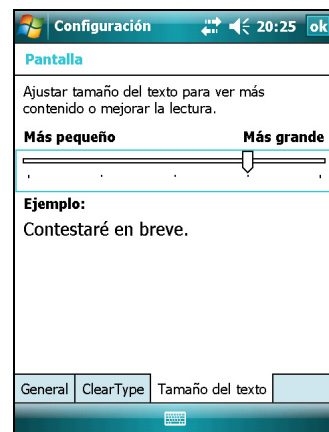 Configuración 20:25 ok
Pantalla
Ajustar tamaño del texto para ver más
contenido o mejorar la lectura.
Más pequeño Más grande
Ejemplo:
Contestaré en breve.
General ClearType Tamaño del texto